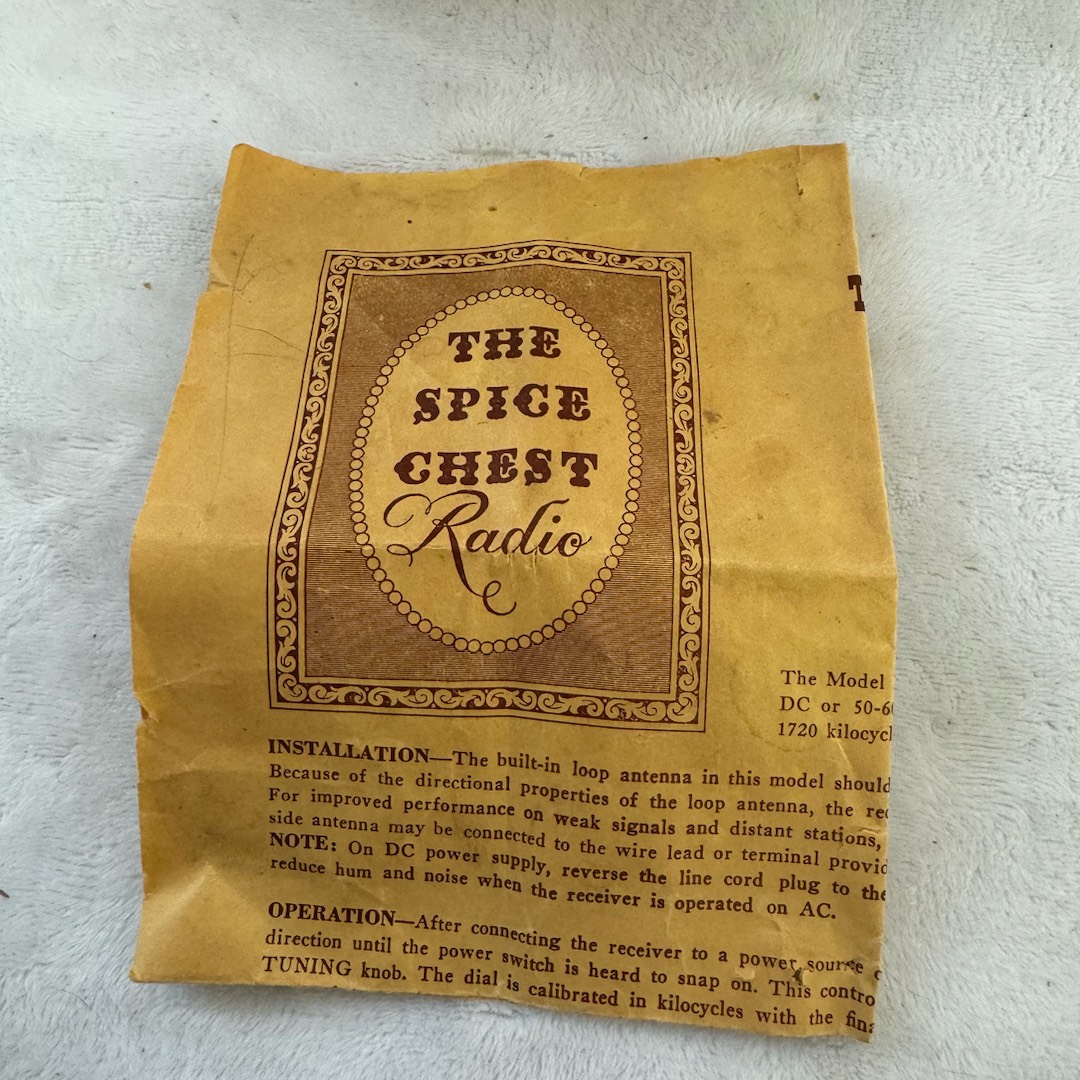 THE
SPICE
CHEST
Radio
T
The Model
DC or 50-60
1720 kilocycl
INSTALLATION—The built-in loop antenna in this model should
Because of the directional properties of the loop antenna, the rec
For improved performance on weak signals and distant stations,
side antenna may be connected to the wire lead or terminal provid
NOTE: On DC power supply, reverse the line cord plug to the
reduce hum and noise when the receiver is operated on AC.
OPERATION—After connecting the receiver to a power source o
direction until the power switch is heard to snap on. This contro
TUNING knob. The dial is calibrated in kilocycles with the fina